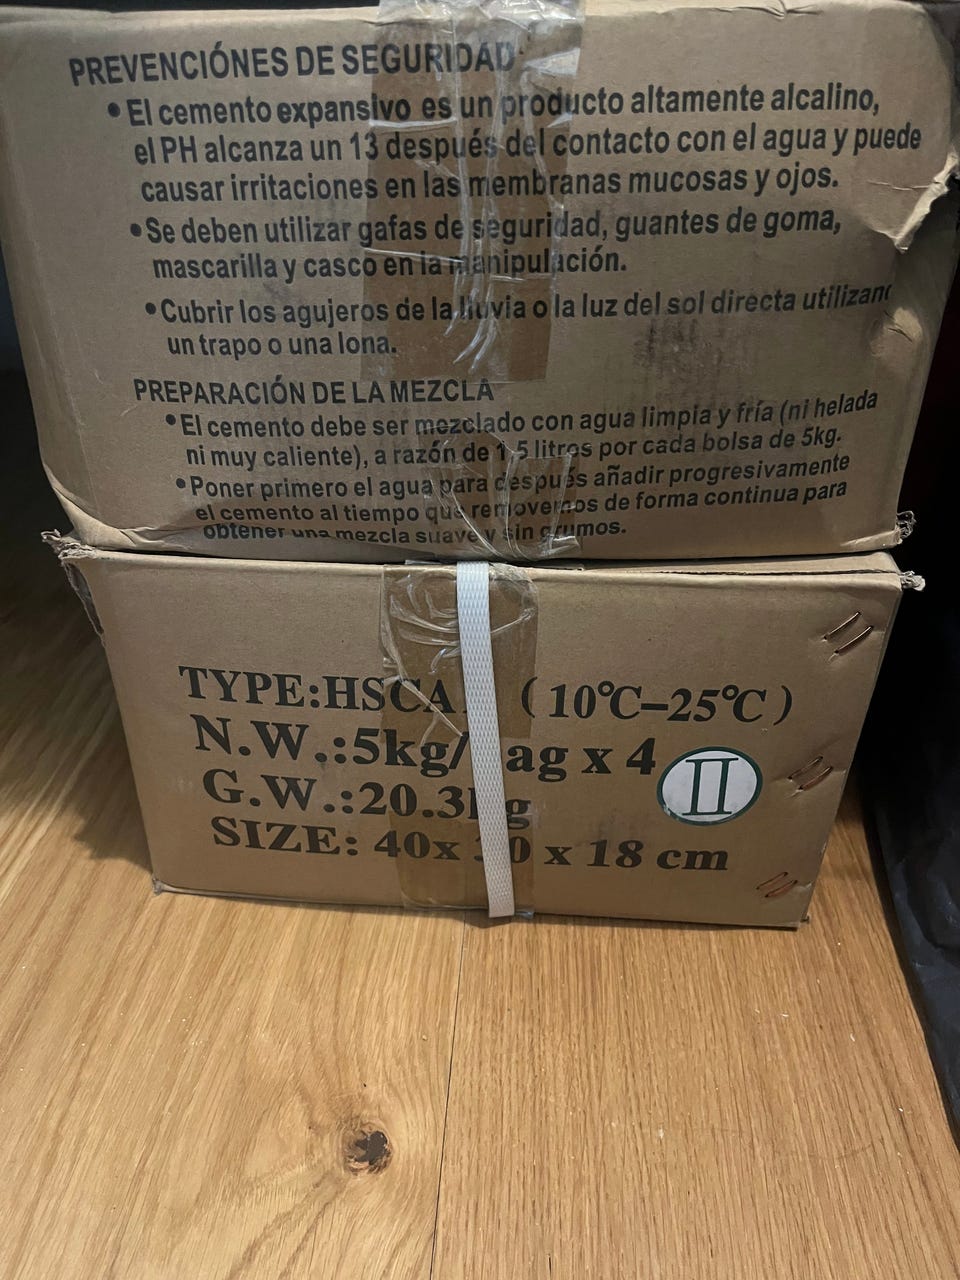 PREVENCIÓNES DE SEGURIDAD
• El cemento expansivo es un producto altamente alcalino,
el PH alcanza un 13 después del contacto con el agua y puede
causar irritaciones en las membranas mucosas y ojos.
• Se deben utilizar gafas de seguridad, guantes de goma,
mascarilla y casco en la manipulación.
• Cubrir los agujeros de la lluvia o la luz del sol directa
un trapo o una lona.
PREPARACIÓN DE LA MEZCLA
• El cemento debe ser mezclado con agua limpia y fría (ni helada
ni muy caliente), a razón de 1,5 litros por cada bolsa de 5kg.
• Poner primero el agua para después añadir progresivamente
el cemento al tiempo que removemos de forma continua para
obtener una mezcla suave y sin grumos.
TYPE: (10°C–25°C)
N.W.:5kg/ x 4
II
G.W.:20.3
SIZE: 40x x 18 cm